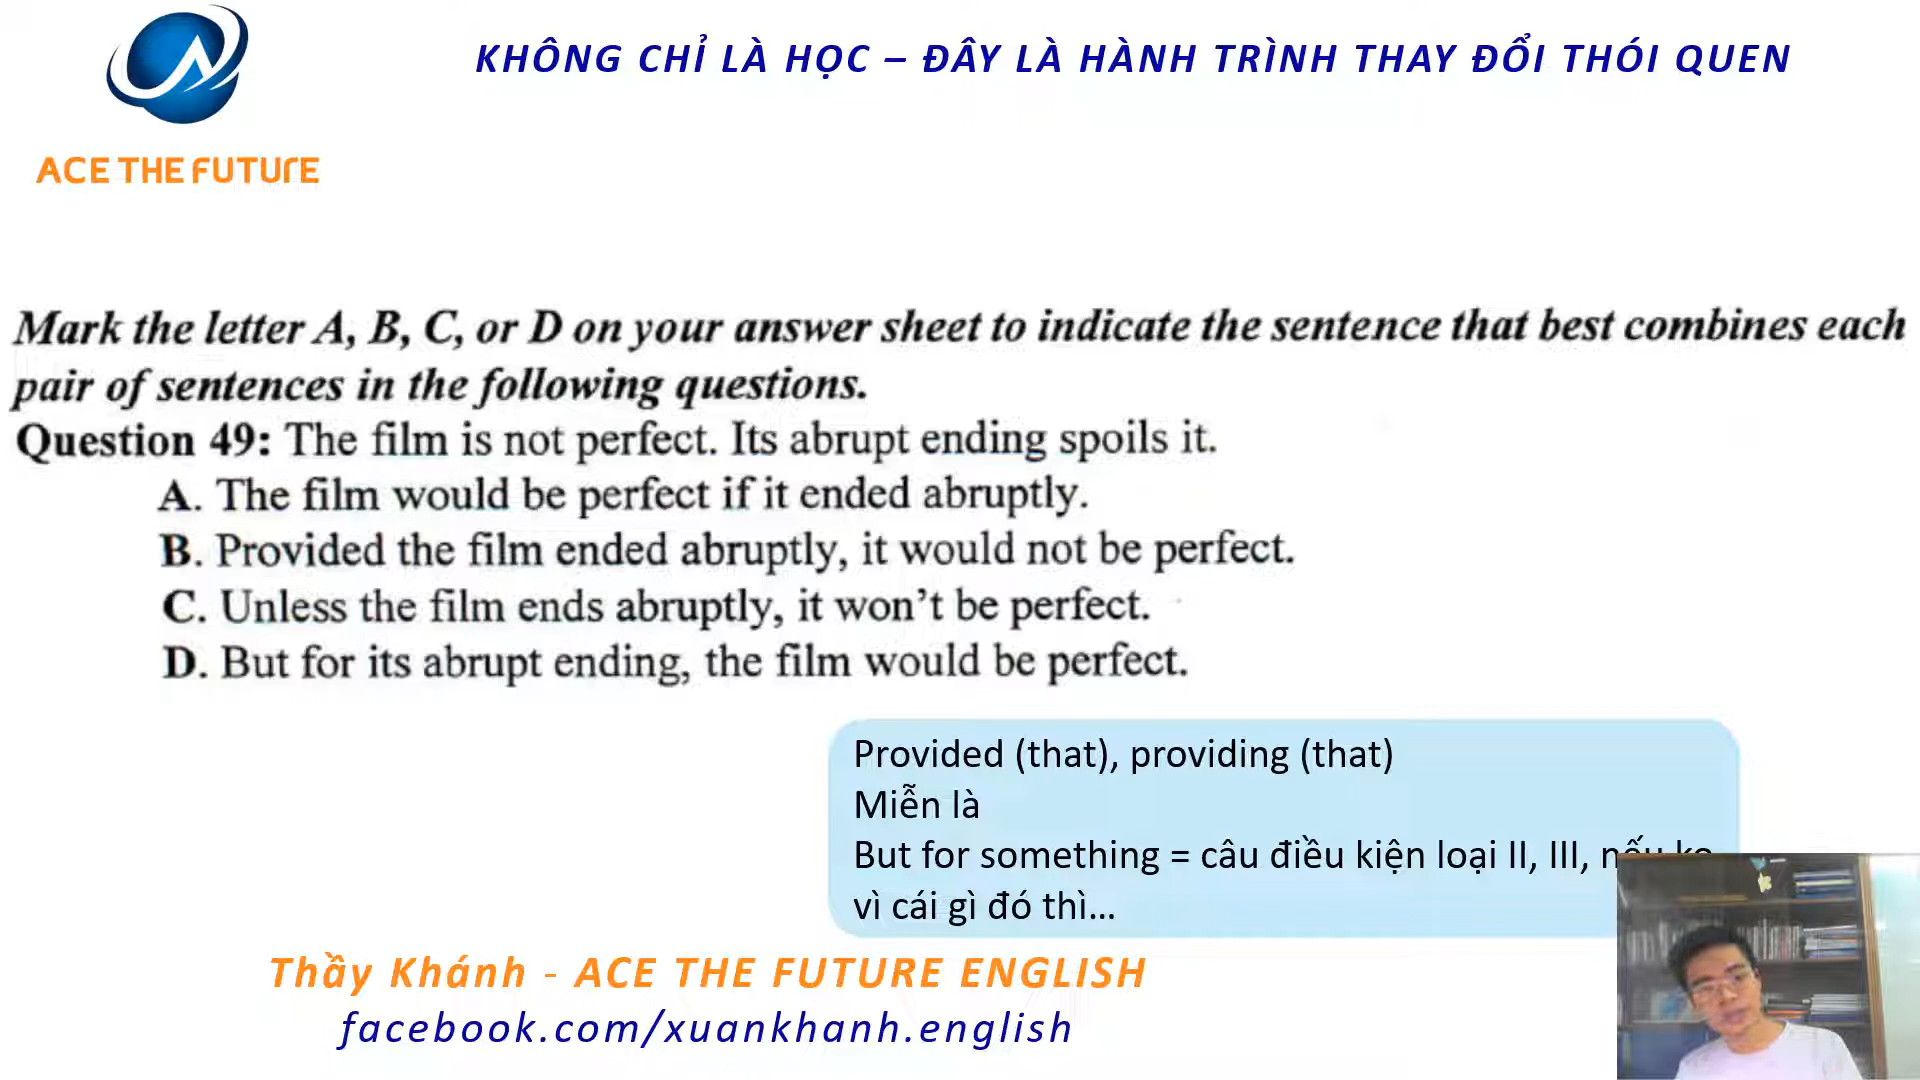 KHÔNG CHỈ LÀ HỌC – ĐÂY LÀ HÀNH TRÌNH THAY ĐỔI THÓI QUEN
ACE THE FUTURE
Mark the letter A, B, C, or D on your answer sheet to indicate the sentence that best combines each
pair of sentences in the following questions.
Question 49: The film is not perfect. Its abrupt ending spoils it.
A. The film would be perfect if it ended abruptly.
B. Provided the film ended abruptly, it would not be perfect.
C. Unless the film ends abruptly, it won't be perfect.
D. But for its abrupt ending, the film would be perfect.
Provided (that), providing (that)
Miễn là
But for something = câu điều kiện loại II, III, nếu ko
vì cái gì đó thì...
Thầy Khánh - ACE THE FUTURE ENGLISH
facebook.com/xuankhanh.english